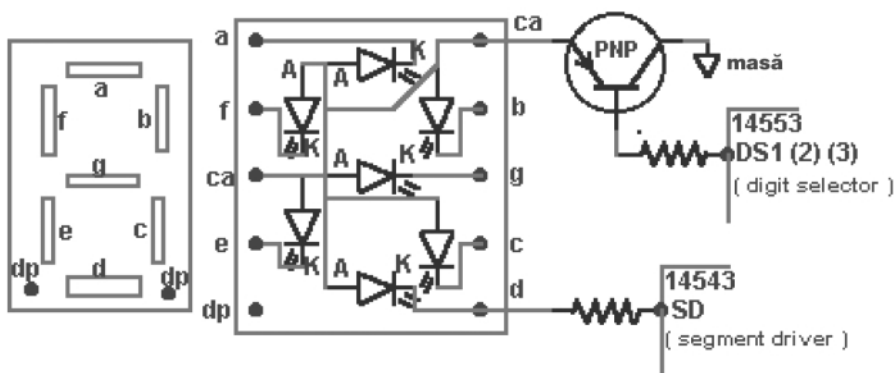 a
f
b
g
e
c
d
dp
dp
a
f
ca
e
dp
A
A
K
K
A
K
K
A
K
ca
b
g
c
d
PNP
masă
14553
DS1 (2) (3)
( digit selector )
14543
SD
( segment driver )